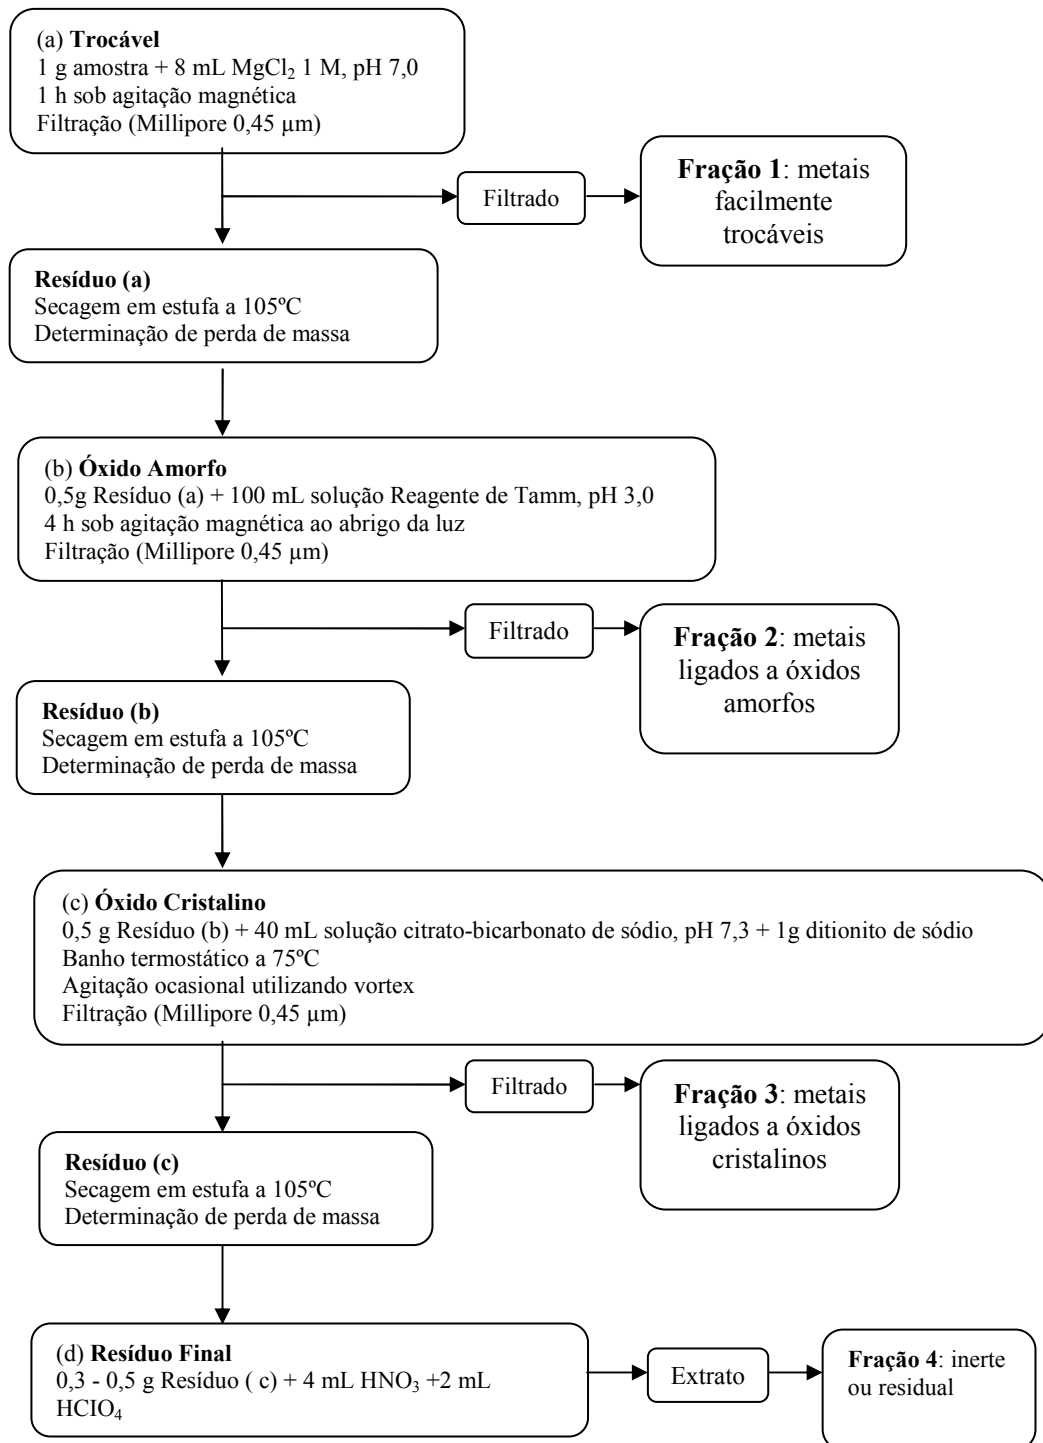 (a) Trocável
1 g amostra + 8 mL MgCl₂ 1 M, pH 7,0
1 h sob agitação magnética
Filtração (Millipore 0,45 µm)
Filtrado
Fração 1: metais
facilmente
trocáveis
Resíduo (a)
Secagem em estufa a 105ºC
Determinação de perda de massa
(b) Óxido Amorfo
0,5g Resíduo (a) + 100 mL solução Reagente de Tamm, pH 3,0
4 h sob agitação magnética ao abrigo da luz
Filtração (Millipore 0,45 µm)
Filtrado
Fração 2: metais
ligados a óxidos
amorfos
Resíduo (b)
Secagem em estufa a 105ºC
Determinação de perda de massa
(c) Óxido Cristalino
0,5 g Resíduo (b) + 40 mL solução citrato-bicarbonato de sódio, pH 7,3 + 1g ditionito de sódio
Banho termostático a 75ºC
Agitação ocasional utilizando vortex
Filtração (Millipore 0,45 µm)
Filtrado
Fração 3: metais
ligados a óxidos
cristalinos
Resíduo (c)
Secagem em estufa a 105ºC
Determinação de perda de massa
(d) Resíduo Final
0,3 - 0,5 g Resíduo ( c) + 4 mL HNO₃ +2 mL
HClO₄
Extrato
Fração 4: inerte
ou residual